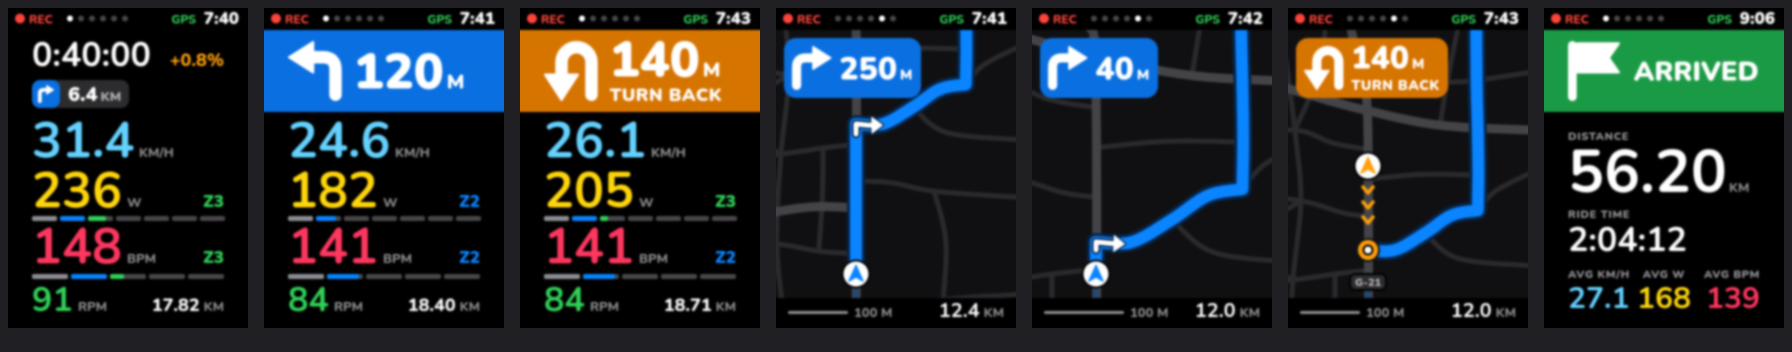 REC GPS 7:40
0:40:00 +0.8%
6.4 KM
31.4 KM/H
236 W Z3
148 BPM Z3
91 RPM 17.82 KM
REC GPS 7:41
120 M
24.6 KM/H
182 W Z2
141 BPM Z2
84 RPM 18.40 KM
REC GPS 7:43
140 M
TURN BACK
26.1 KM/H
205 W Z3
141 BPM Z2
84 RPM 18.71 KM
REC GPS 7:41
250 M
100 M 12.4 KM
REC GPS 7:42
40 M
100 M 12.0 KM
REC GPS 7:43
140 M
TURN BACK
G-21
100 M 12.0 KM
REC GPS 9:06
ARRIVED
DISTANCE
56.20 KM
RIDE TIME
2:04:12
AVG KM/H AVG W AVG BPM
27.1 168 139